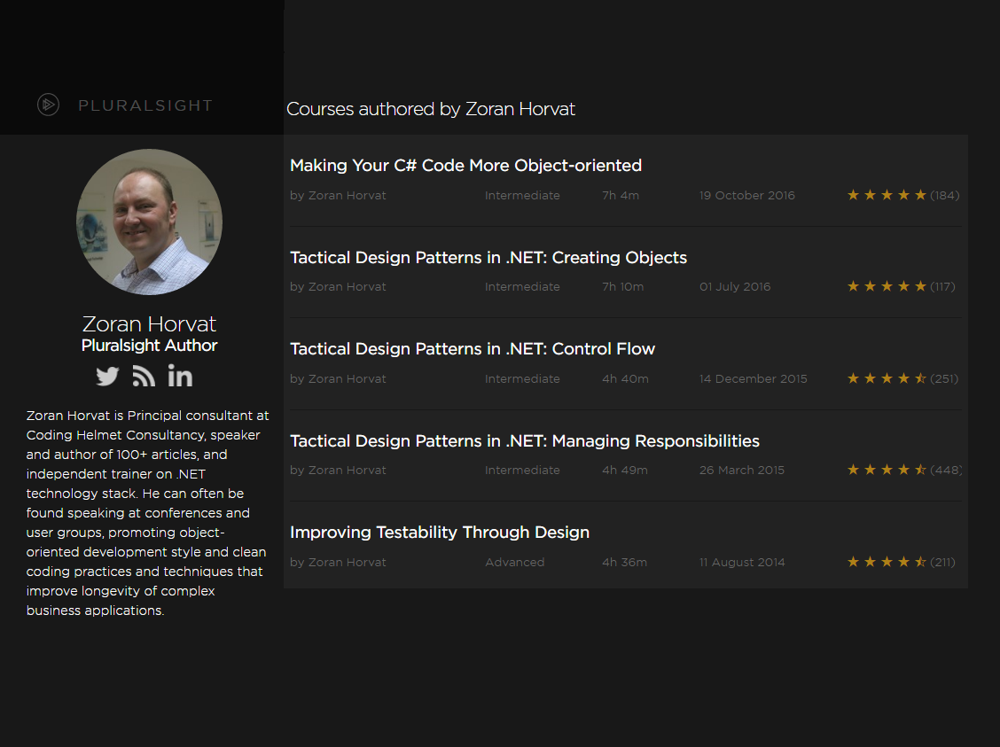 PLURALSIGHT
Zoran Horvat
Pluralsight Author
Zoran Horvat is Principal consultant at
Coding Helmet Consultancy, speaker
and author of 100+ articles, and
independent trainer on .NET
technology stack. He can often be
found speaking at conferences and
user groups, promoting object-
oriented development style and clean
coding practices and techniques that
improve longevity of complex
business applications.
Courses authored by Zoran Horvat
Making Your C# Code More Object-oriented
by Zoran Horvat Intermediate 7h 4m 19 October 2016 ★★★★★ (184)
Tactical Design Patterns in .NET: Creating Objects
by Zoran Horvat Intermediate 7h 10m 01 July 2016 ★★★★★ (117)
Tactical Design Patterns in .NET: Control Flow
by Zoran Horvat Intermediate 4h 40m 14 December 2015 ★★★★⯨ (251)
Tactical Design Patterns in .NET: Managing Responsibilities
by Zoran Horvat Intermediate 4h 49m 26 March 2015 ★★★★⯨ (448)
Improving Testability Through Design
by Zoran Horvat Advanced 4h 36m 11 August 2014 ★★★★⯨ (211)